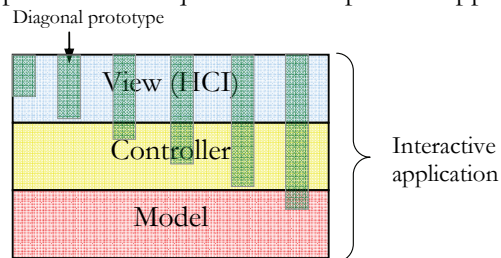 Diagonal prototype
View (HCI)
Controller
Model
Interactive
application